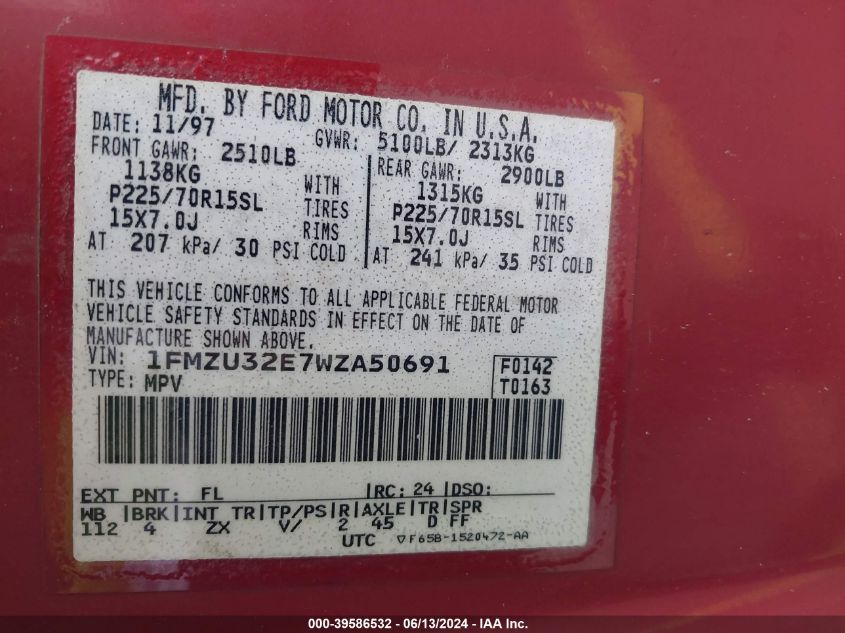 MFD. BY FORD MOTOR CO. IN U.S.A.
DATE: 11/97 GVWR: 5100LB/ 2313KG
FRONT GAWR: 2510LB REAR GAWR: 2900LB
1138KG WITH 1315KG WITH
P225/70R15SL TIRES P225/70R15SL TIRES
15X7.0J RIMS 15X7.0J RIMS
AT 207 kPa/ 30 PSI COLD AT 241 kPa/ 35 PSI COLD
THIS VEHICLE CONFORMS TO ALL APPLICABLE FEDERAL MOTOR
VEHICLE SAFETY STANDARDS IN EFFECT ON THE DATE OF
MANUFACTURE SHOWN ABOVE.
VIN: 1FMZU32E7WZA50691 F0142
TYPE: MPV T0163
EXT PNT: FL |RC: 24 |DSO:
WB |BRK|INT TR|TP/PS|R|AXLE|TR|SPR
112 4 ZX V/ 2 45 D FF
UTC ▽F65B-1520472-AA
000-39586532 - 06/13/2024 - IAA Inc.